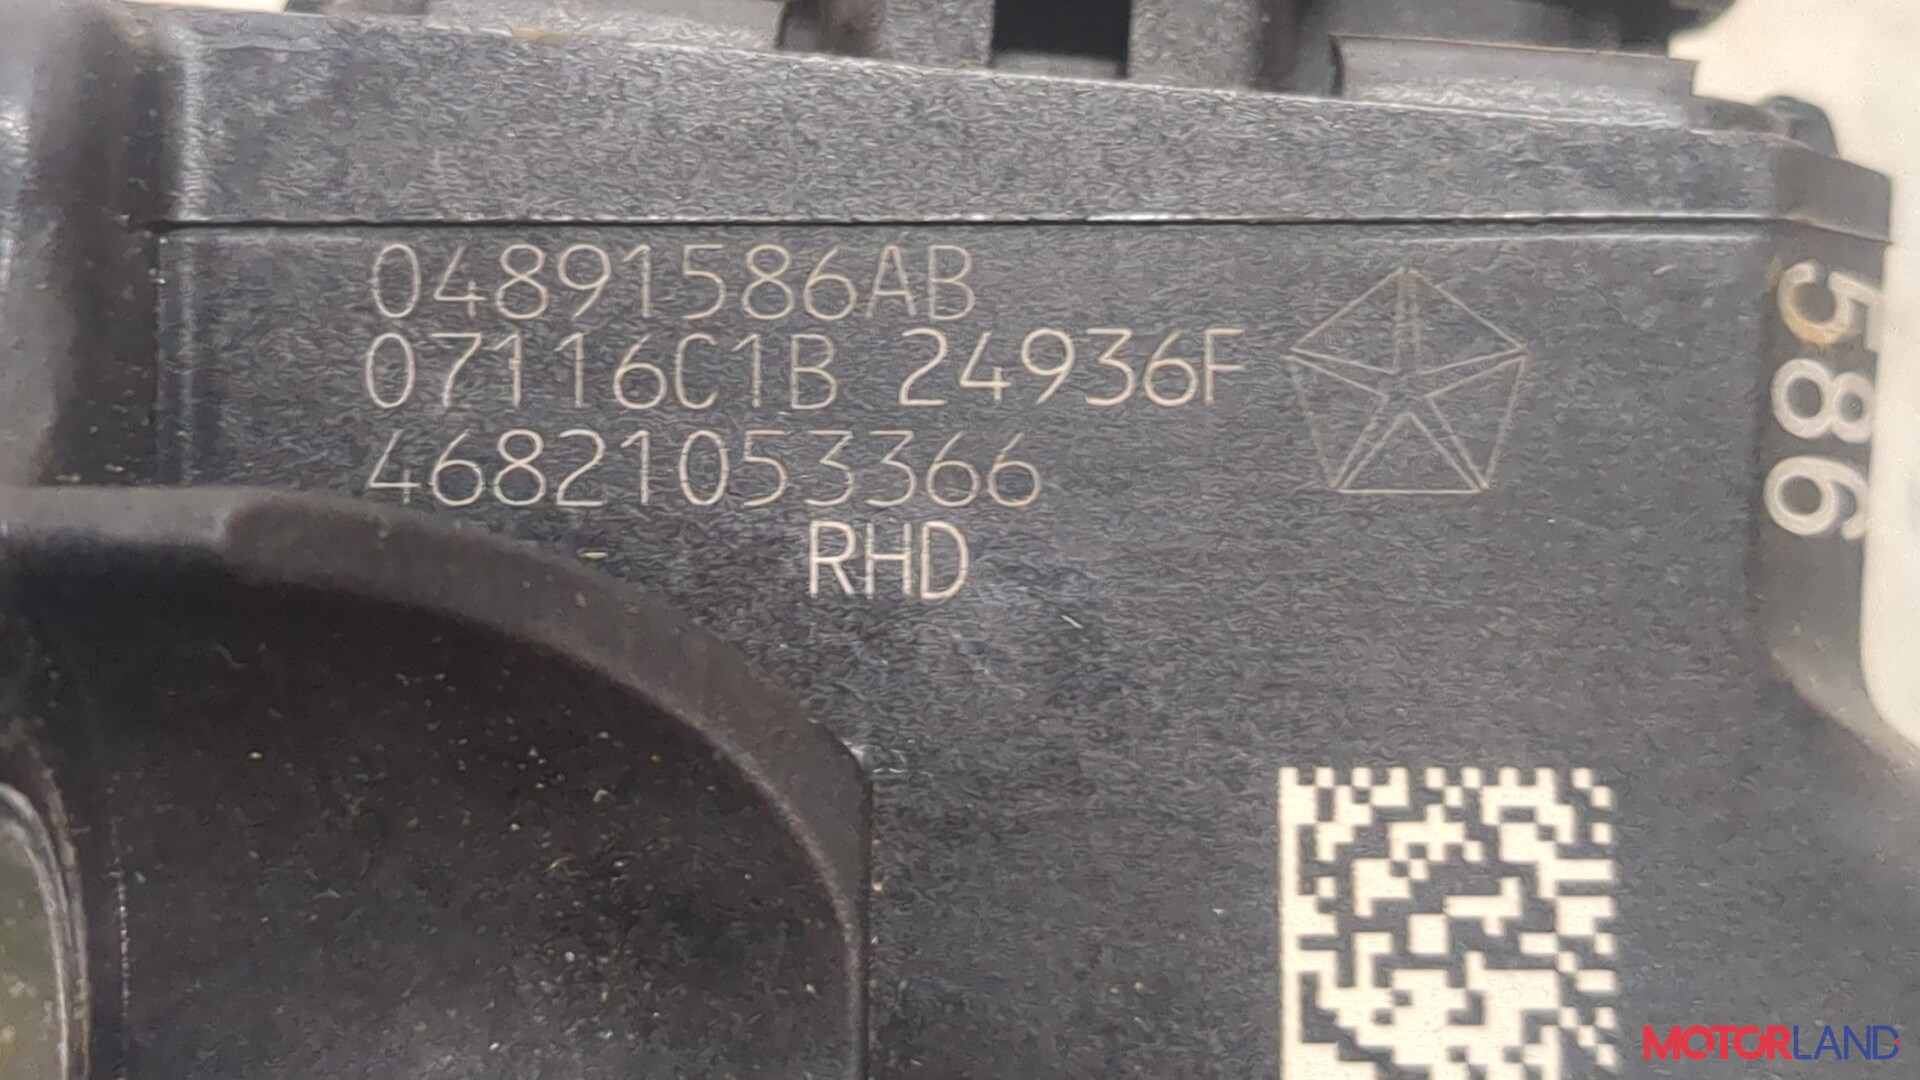 04891586AB
07116C1B 24936F
46821053366
RHD
586
MOTORLAND